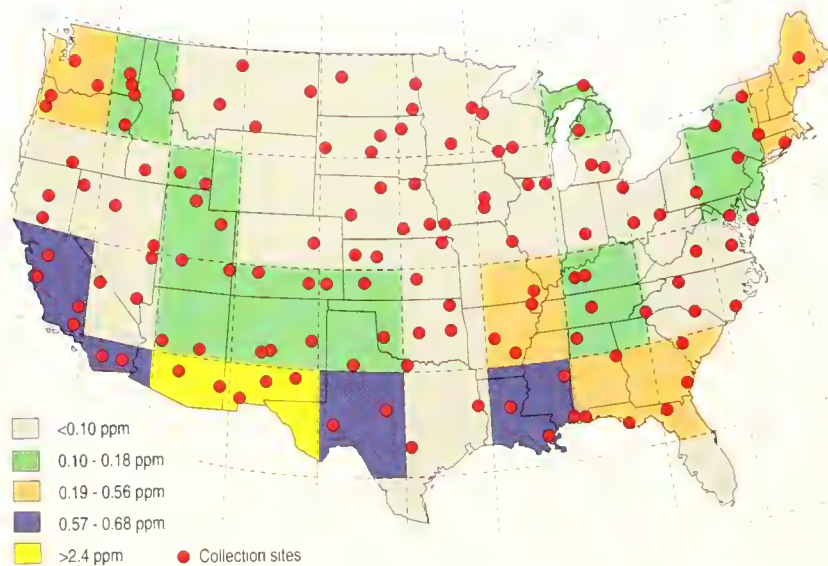 <0.10 ppm
0.10 - 0.18 ppm
0.19 - 0.56 ppm
0.57 - 0.68 ppm
>2.4 ppm
Collection sites